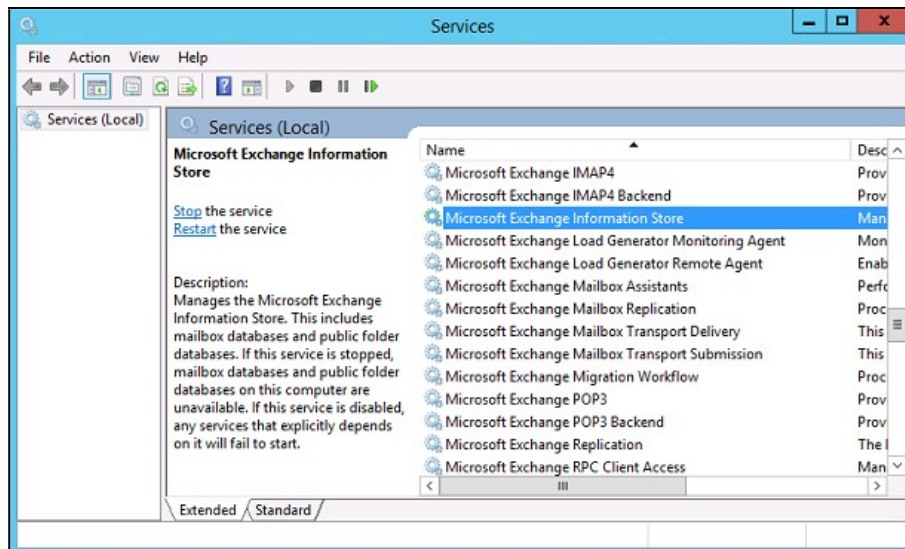 Services
File Action View Help
Services (Local)
Services (Local)
Microsoft Exchange Information
Store
Stop the service
Restart the service
Description:
Manages the Microsoft Exchange
Information Store. This includes
mailbox databases and public folder
databases. If this service is stopped,
mailbox databases and public folder
databases on this computer are
unavailable. If this service is disabled,
any services that explicitly depends
on it will fail to start.
Name Desc
Microsoft Exchange IMAP4 Prov
Microsoft Exchange IMAP4 Backend Prov
Microsoft Exchange Information Store Man
Microsoft Exchange Load Generator Monitoring Agent Mon
Microsoft Exchange Load Generator Remote Agent Enab
Microsoft Exchange Mailbox Assistants Perfo
Microsoft Exchange Mailbox Replication Proc
Microsoft Exchange Mailbox Transport Delivery This
Microsoft Exchange Mailbox Transport Submission This
Microsoft Exchange Migration Workflow Proc
Microsoft Exchange POP3 Prov
Microsoft Exchange POP3 Backend Prov
Microsoft Exchange Replication The
Microsoft Exchange RPC Client Access Man
Extended Standard